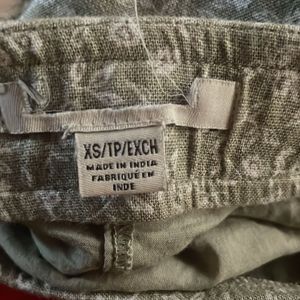 XS/TP/EXCH
MADE IN INDIA
FABRIQUÉ EN
INDE